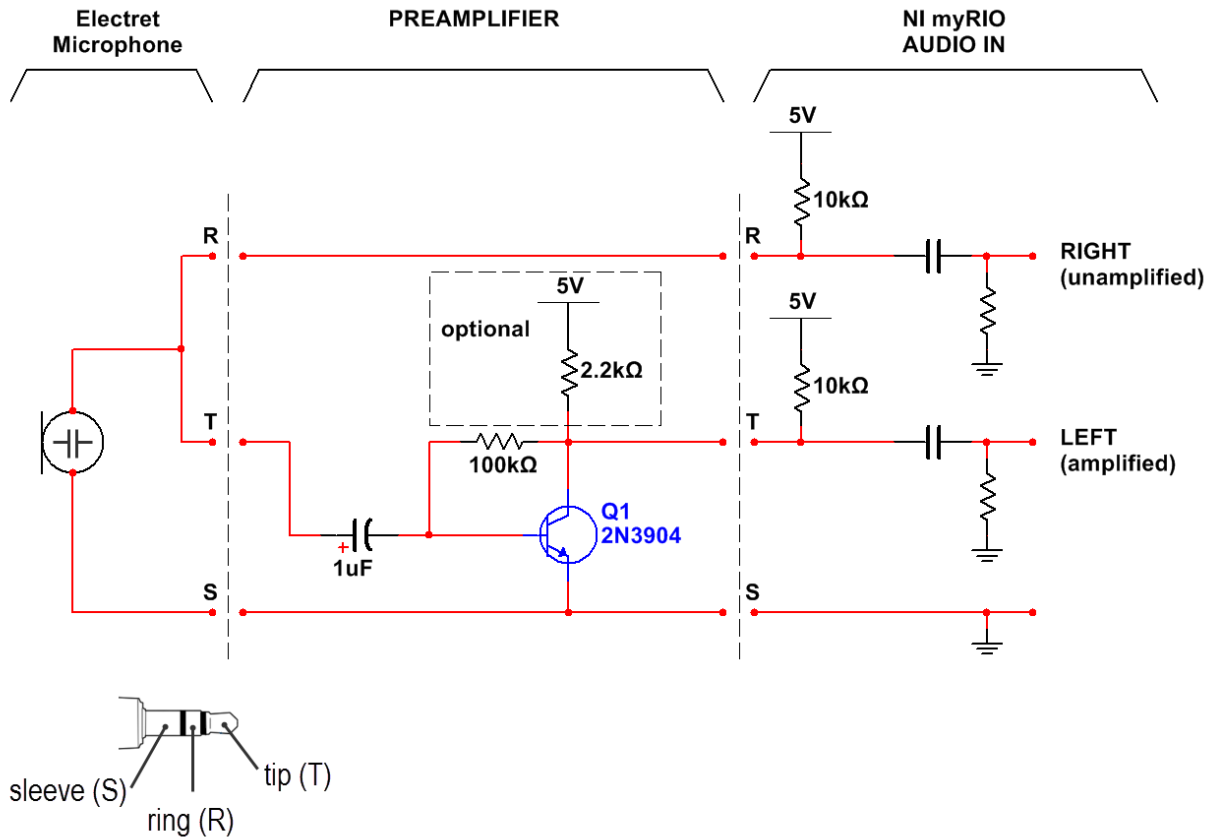 Electret
Microphone
PREAMPLIFIER
NI myRIO
AUDIO IN
5V
10kΩ
R
R
RIGHT
(unamplified)
5V
optional
2.2kΩ
5V
10kΩ
T
T
LEFT
(amplified)
100kΩ
Q1
2N3904
+
1uF
S
S
sleeve (S)
tip (T)
ring (R)